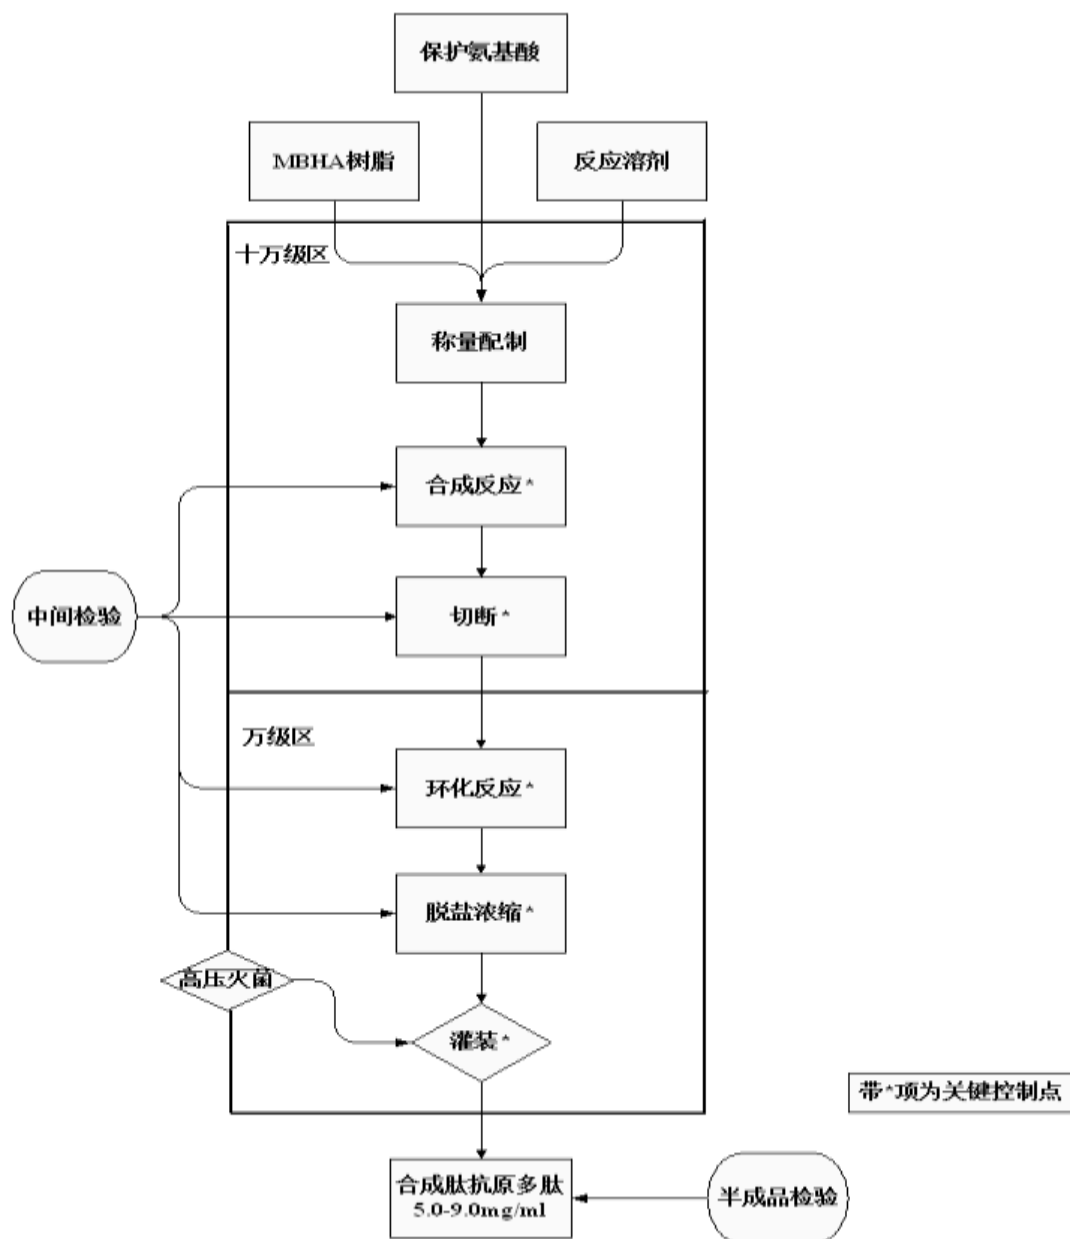 保护氨基酸
MBHA树脂
反应溶剂
十万级区
称量配制
合成反应*
中间检验
切断*
万级区
环化反应*
脱盐浓缩*
高压灭菌
灌装*
带*项为关键控制点
合成肽抗原多肽
5.0-9.0mg/ml
半成品检验